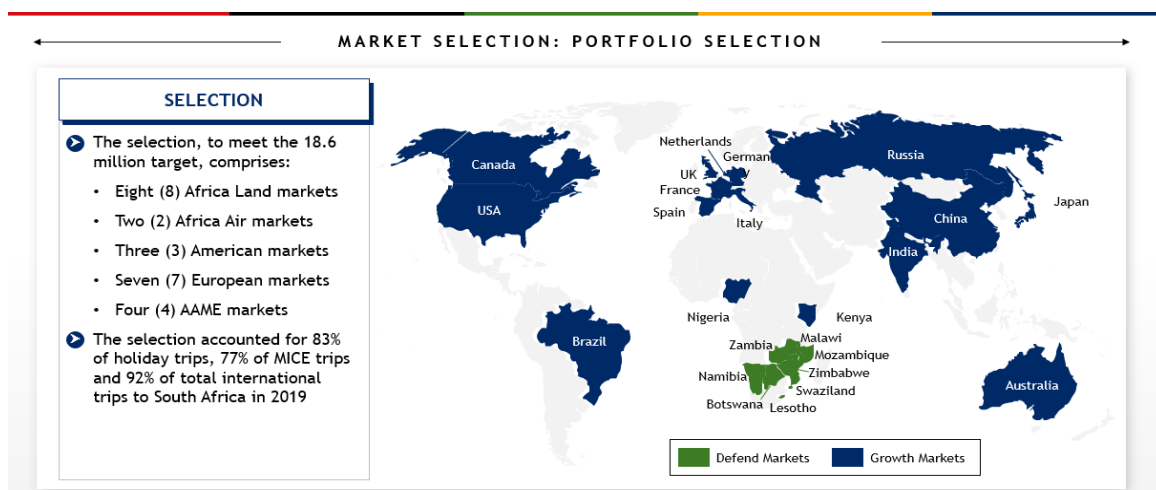 MARKET SELECTION: PORTFOLIO SELECTION
SELECTION
The selection, to meet the 18.6
million target, comprises:
• Eight (8) Africa Land markets
• Two (2) Africa Air markets
• Three (3) American markets
• Seven (7) European markets
• Four (4) AAME markets
The selection accounted for 83%
of holiday trips, 77% of MICE trips
and 92% of total international
trips to South Africa in 2019
Canada
USA
Brazil
Netherlands
German
y
UK
France
Spain
Italy
Russia
China
Japan
India
Nigeria
Kenya
Malawi
Zambia
Mozambique
Zimbabwe
Namibia
Swaziland
Botswana
Lesotho
Australia
Defend Markets
Growth Markets